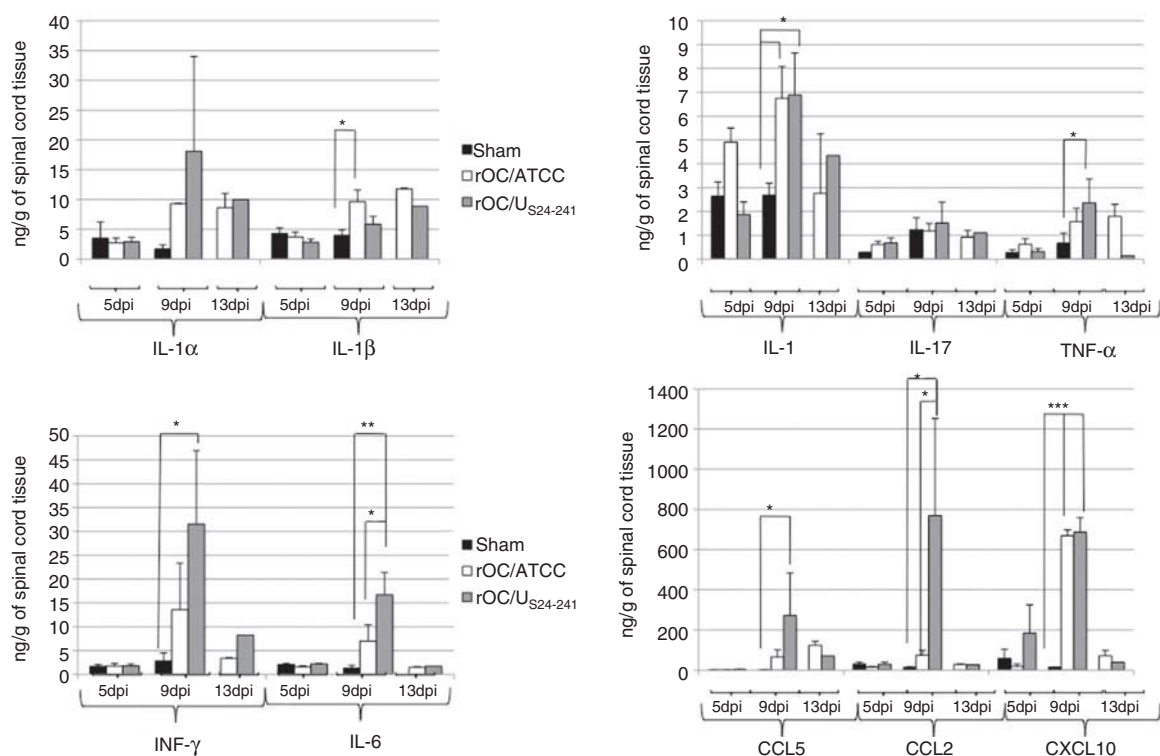 ng/g of spinal cord tissue
40
35
30
25
20
15
10
5
0
*
5dpi 9dpi 13dpi 5dpi 9dpi 13dpi
IL-1α IL-1β
Sham
rOC/ATCC
rOC/US24-241
ng/g of spinal cord tissue
10
9
8
7
6
5
4
3
2
1
0
*
*
5dpi 9dpi 13dpi 5dpi 9dpi 13dpi 5dpi 9dpi 13dpi
IL-1 IL-17 TNF-α
ng/g of spinal cord tissue
50
45
40
35
30
25
20
15
10
5
0
* **
*
5dpi 9dpi 13dpi 5dpi 9dpi 13dpi
INF-γ IL-6
Sham
rOC/ATCC
rOC/US24-241
ng/g of spinal cord tissue
1400
1200
1000
800
600
400
200
0
*
*
***
*
5dpi 9dpi 13dpi 5dpi 9dpi 13dpi 5dpi 9dpi 13dpi
CCL5 CCL2 CXCL10